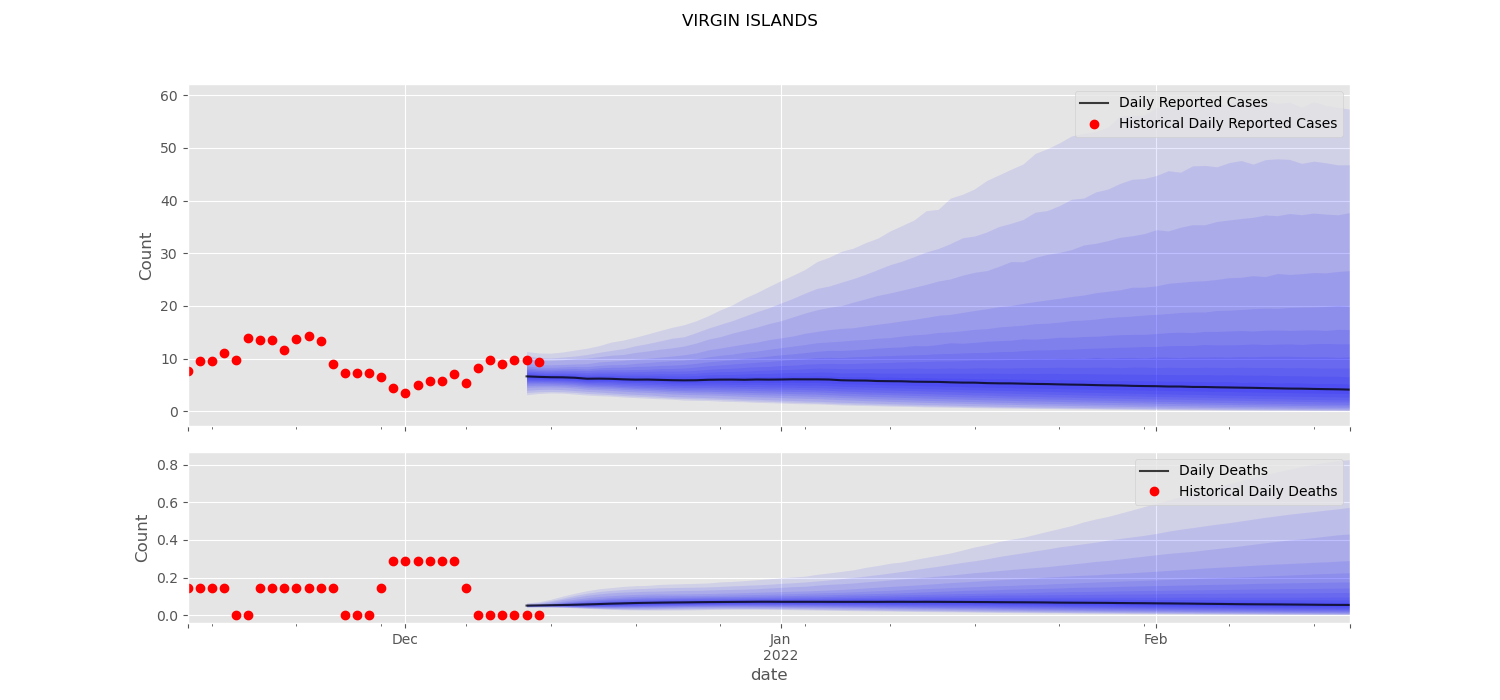 VIRGIN ISLANDS
60
50
40
30
20
10
0
Count
Daily Reported Cases
Historical Daily Reported Cases
0.8
0.6
0.4
0.2
0.0
Count
Daily Deaths
Historical Daily Deaths
Dec
Jan
2022
Feb
date